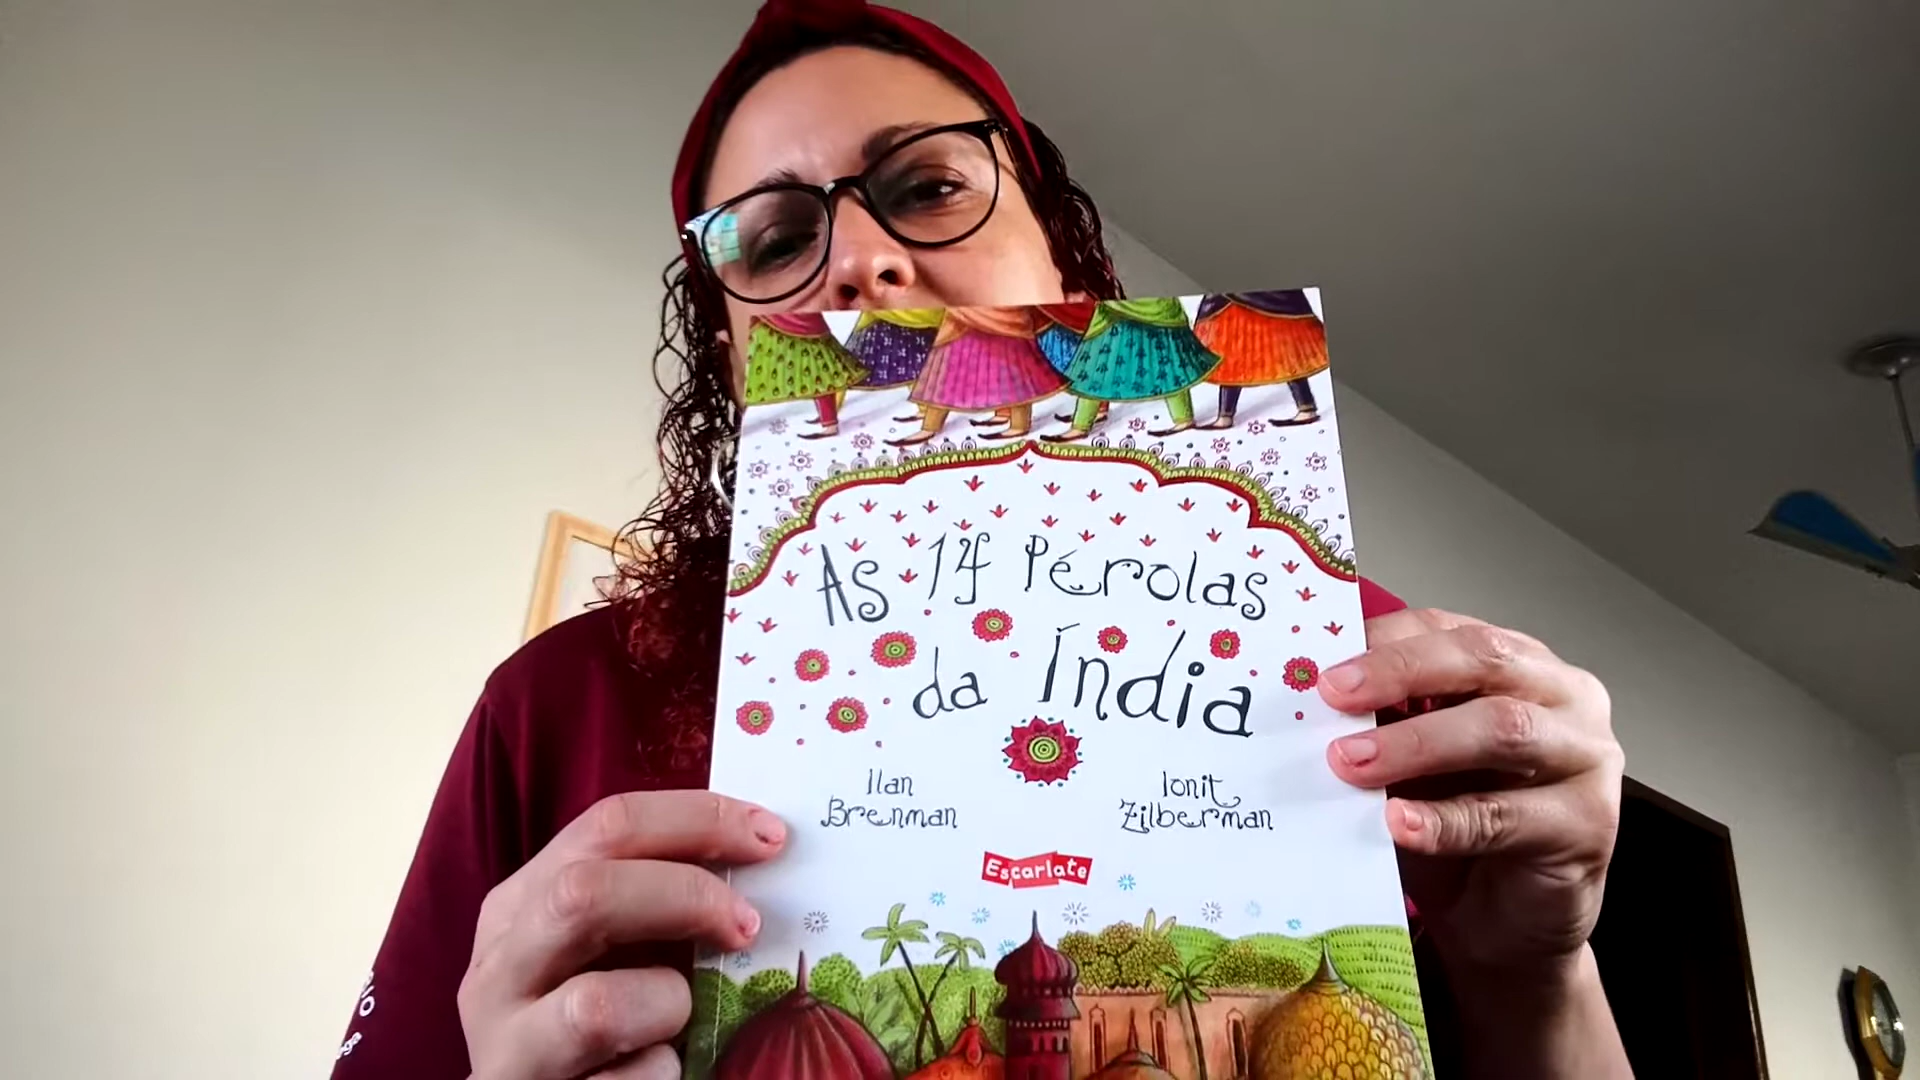 As 14 Pérolas
da Índia
Ilan
Brenman
Ionit
Zilberman
Escarlate